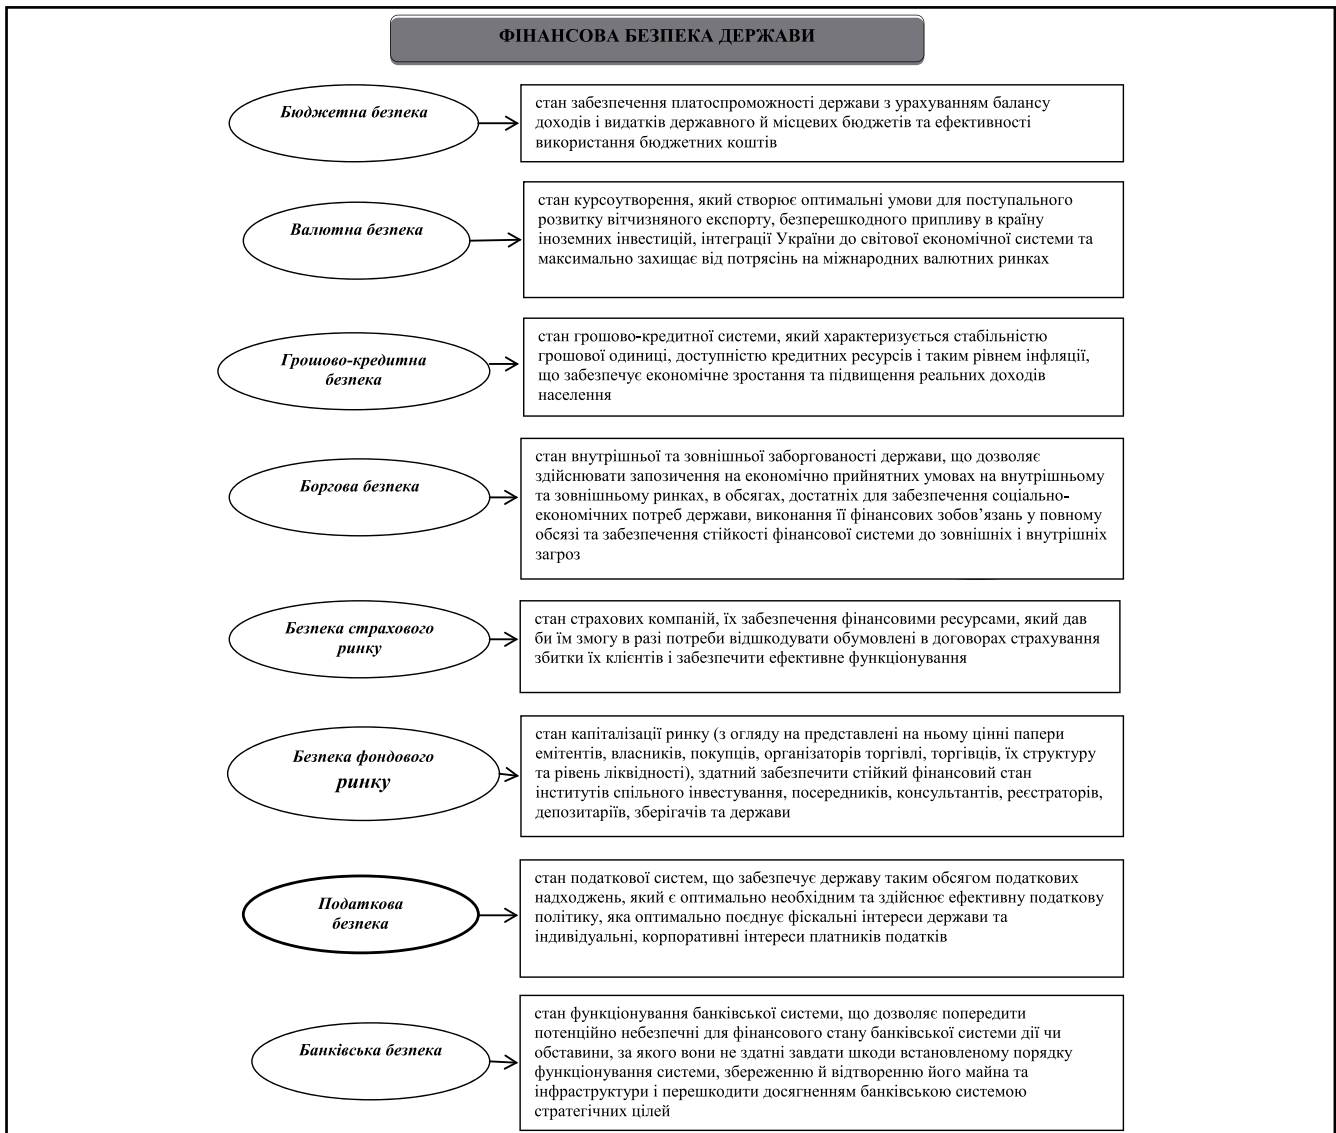 ФІНАНСОВА БЕЗПЕКА ДЕРЖАВИ
Бюджетна безпека
стан забезпечення платоспроможності держави з урахуванням балансу
доходів і видатків державного й місцевих бюджетів та ефективності
використання бюджетних коштів
Валютна безпека
стан курсоутворення, який створює оптимальні умови для поступального
розвитку вітчизняного експорту, безперешкодного припливу в країну
іноземних інвестицій, інтеграції України до світової економічної системи та
максимально захищає від потрясінь на міжнародних валютних ринках
Грошово-кредитна
безпека
стан грошово-кредитної системи, який характеризується стабільністю
грошової одиниці, доступністю кредитних ресурсів і таким рівнем інфляції,
що забезпечує економічне зростання та підвищення реальних доходів
населення
Боргова безпека
стан внутрішньої та зовнішньої заборгованості держави, що дозволяє
здійснювати запозичення на економічно прийнятних умовах на внутрішньому
та зовнішньому ринках, в обсягах, достатніх для забезпечення соціально-
економічних потреб держави, виконання її фінансових зобов’язань у повному
обсязі та забезпечення стійкості фінансової системи до зовнішніх і внутрішніх
загроз
Безпека страхового
ринку
стан страхових компаній, їх забезпечення фінансовими ресурсами, який дав
би їм змогу в разі потреби відшкодувати обумовлені в договорах страхування
збитки їх клієнтів і забезпечити ефективне функціонування
Безпека фондового
ринку
стан капіталізації ринку (з огляду на представлені на ньому цінні папери
емітентів, власників, покупців, організаторів торгівлі, торгівців, їх структуру
та рівень ліквідності), здатний забезпечити стійкий фінансовий стан
інститутів спільного інвестування, посередників, консультантів, реєстраторів,
депозитаріїв, зберігачів та держави
Податкова
безпека
стан податкової систем, що забезпечує державу таким обсягом податкових
надходжень, який є оптимально необхідним та здійснює ефективну податкову
політику, яка оптимально поєднує фіскальні інтереси держави та
індивідуальні, корпоративні інтереси платників податків
Банківська безпека
стан функціонування банківської системи, що дозволяє попередити
потенційно небезпечні для фінансового стану банківської системи дії чи
обставини, за якого вони не здатні завдати шкоди встановленому порядку
функціонування системи, збереженню й відтворенню його майна та
інфраструктури і перешкодити досягненням банківською системою
стратегічних цілей